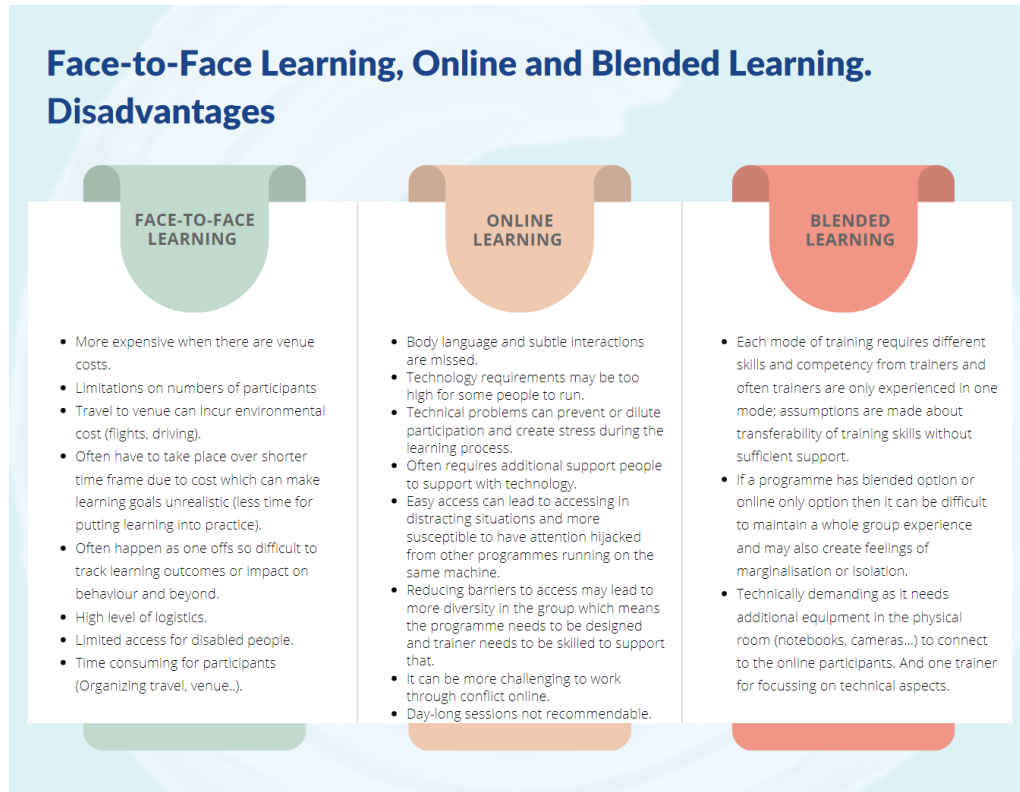 Face-to-Face Learning, Online and Blended Learning.
Disadvantages
FACE-TO-FACE
LEARNING
• More expensive when there are venue
costs.
• Limitations on numbers of participants
• Travel to venue can incur environmental
cost (flights, driving).
• Often have to take place over shorter
time frame due to cost which can make
learning goals unrealistic (less time for
putting learning into practice).
• Often happen as one offs so difficult to
track learning outcomes or impact on
behaviour and beyond.
• High level of logistics.
• Limited access for disabled people.
• Time consuming for participants
(Organizing travel, venue..).
ONLINE
LEARNING
• Body language and subtle interactions
are missed.
• Technology requirements may be too
high for some people to run.
• Technical problems can prevent or dilute
participation and create stress during the
learning process.
• Often requires additional support people
to support with technology.
• Easy access can lead to accessing in
distracting situations and more
susceptible to have attention hijacked
from other programmes running on the
same machine.
• Reducing barriers to access may lead to
more diversity in the group which means
the programme needs to be designed
and trainer needs to be skilled to support
that.
• It can be more challenging to work
through conflict online.
• Day-long sessions not recommendable.
BLENDED
LEARNING
• Each mode of training requires different
skills and competency from trainers and
often trainers are only experienced in one
mode; assumptions are made about
transferability of training skills without
sufficient support.
• If a programme has blended option or
online only option then it can be difficult
to maintain a whole group experience
and may also create feelings of
marginalisation or isolation.
• Technically demanding as it needs
additional equipment in the physical
room (notebooks, cameras...) to connect
to the online participants. And one trainer
for focussing on technical aspects.